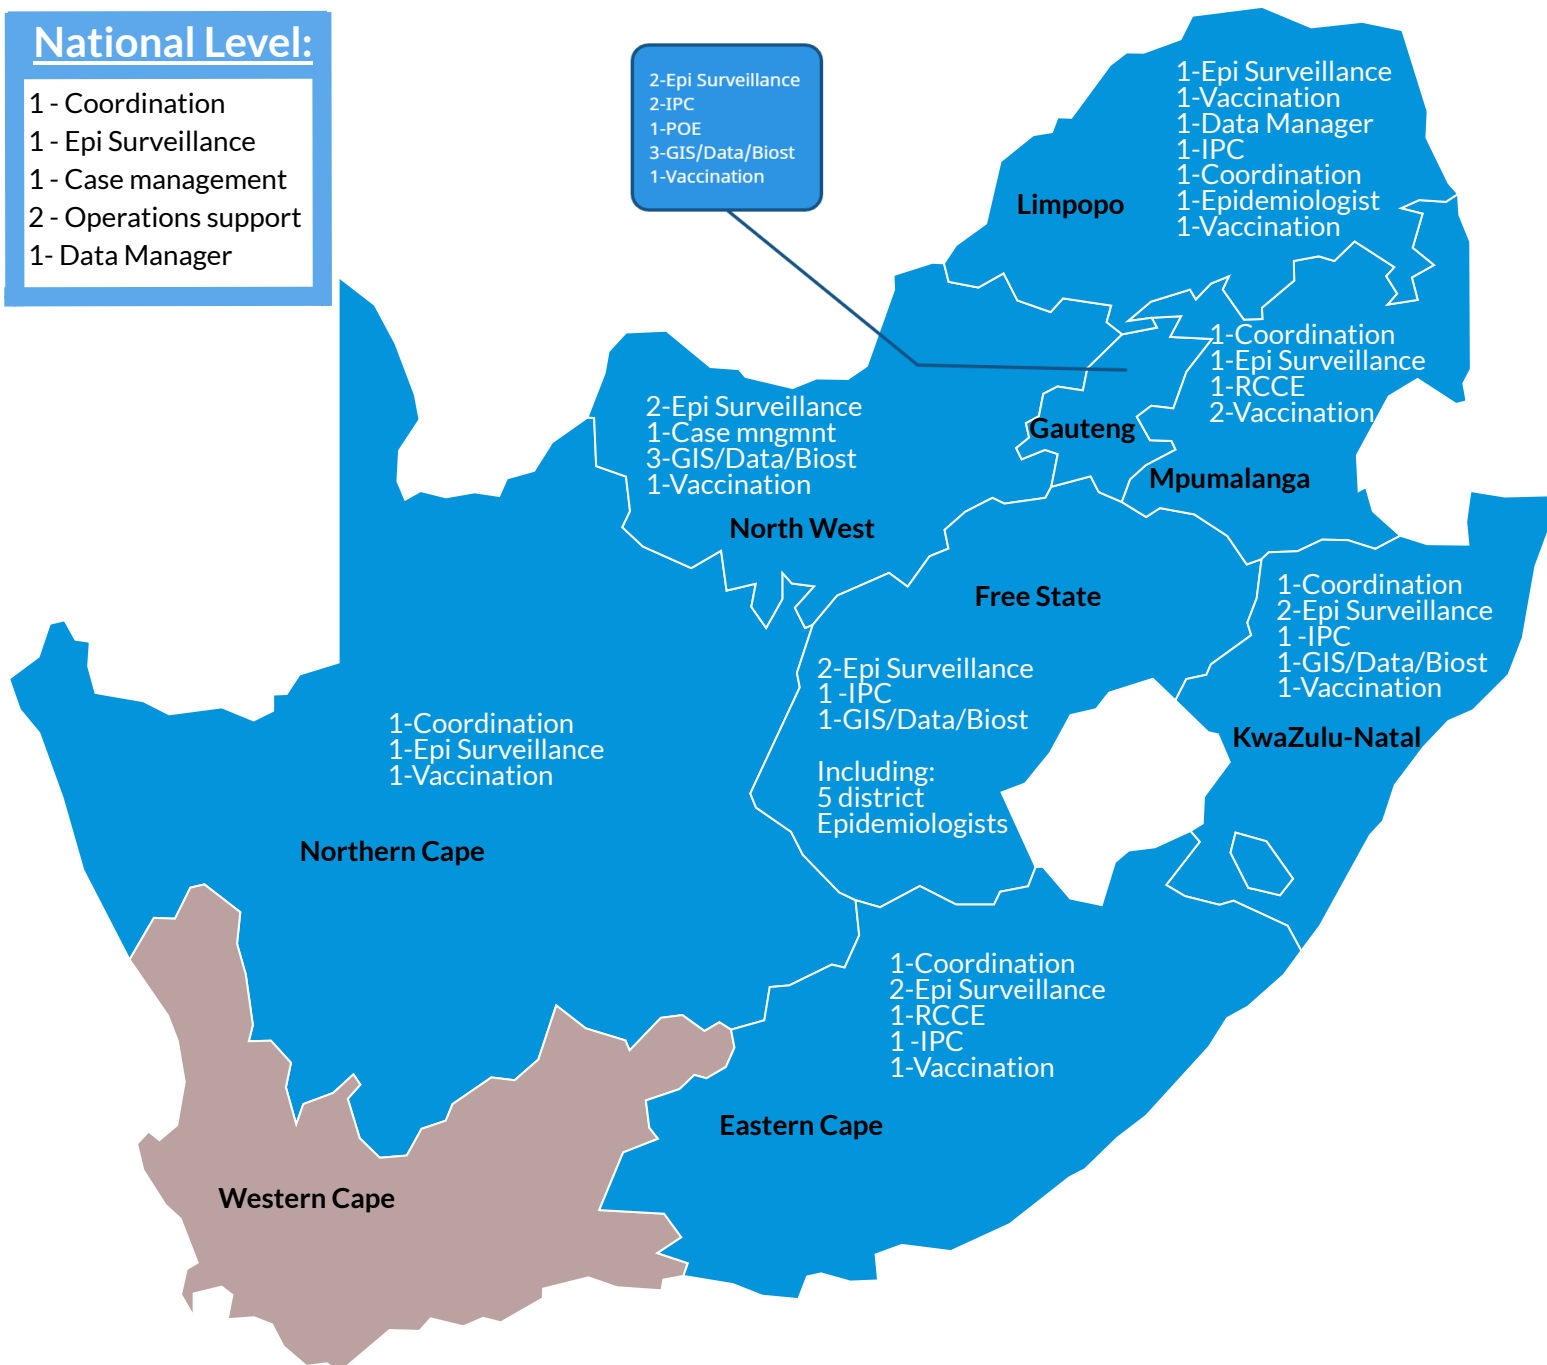 National Level:
1 - Coordination
1 - Epi Surveillance
1 - Case management
2 - Operations support
1- Data Manager
2-Epi Surveillance
2-IPC
1-POE
3-GIS/Data/Biost
1-Vaccination
1-Epi Surveillance
1-Vaccination
1-Data Manager
1-IPC
1-Coordination
1-Epidemiologist
1-Vaccination
Limpopo
1-Coordination
1-Epi Surveillance
1-RCCE
2-Vaccination
Gauteng
Mpumalanga
2-Epi Surveillance
1-Case mngmnt
3-GIS/Data/Biost
1-Vaccination
North West
Free State
2-Epi Surveillance
1 -IPC
1-GIS/Data/Biost
Including:
5 district
Epidemiologists
1-Coordination
2-Epi Surveillance
1 -IPC
1-GIS/Data/Biost
1-Vaccination
KwaZulu-Natal
1-Coordination
1-Epi Surveillance
1-Vaccination
Northern Cape
1-Coordination
2-Epi Surveillance
1-RCCE
1 -IPC
1-Vaccination
Eastern Cape
Western Cape